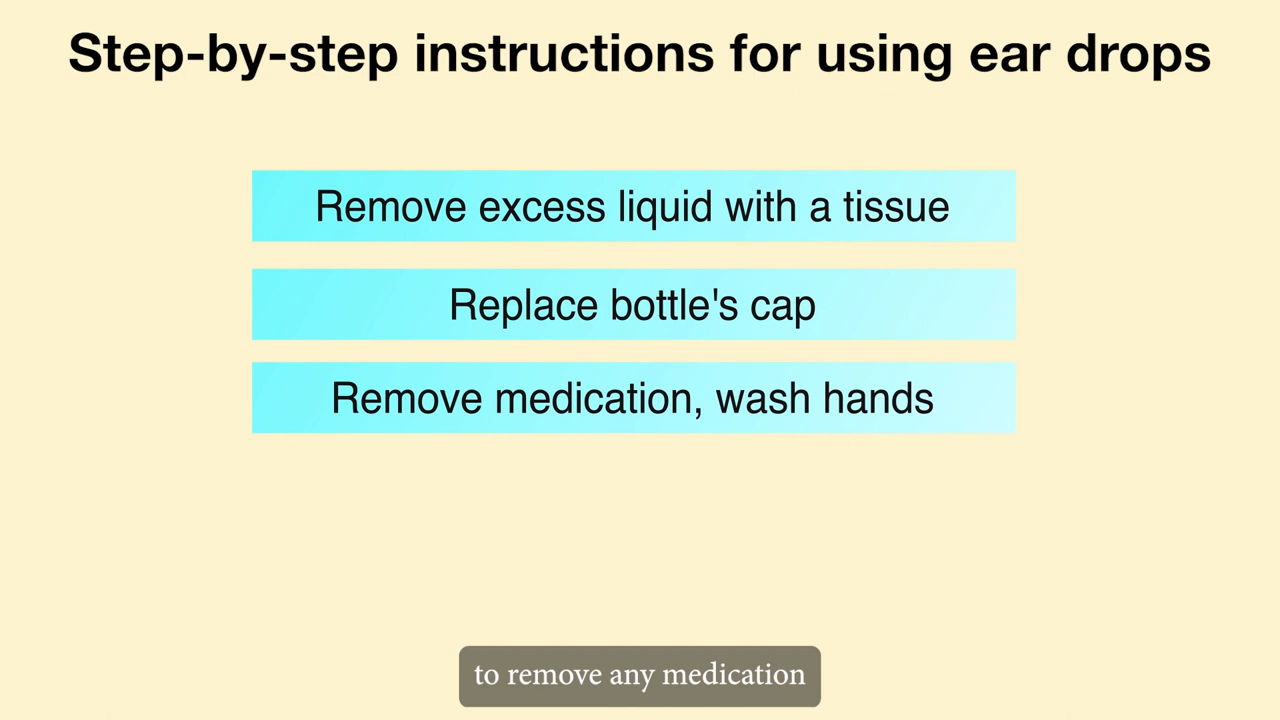 Step-by-step instructions for using ear drops
Remove excess liquid with a tissue
Replace bottle's cap
Remove medication, wash hands
to remove any medication